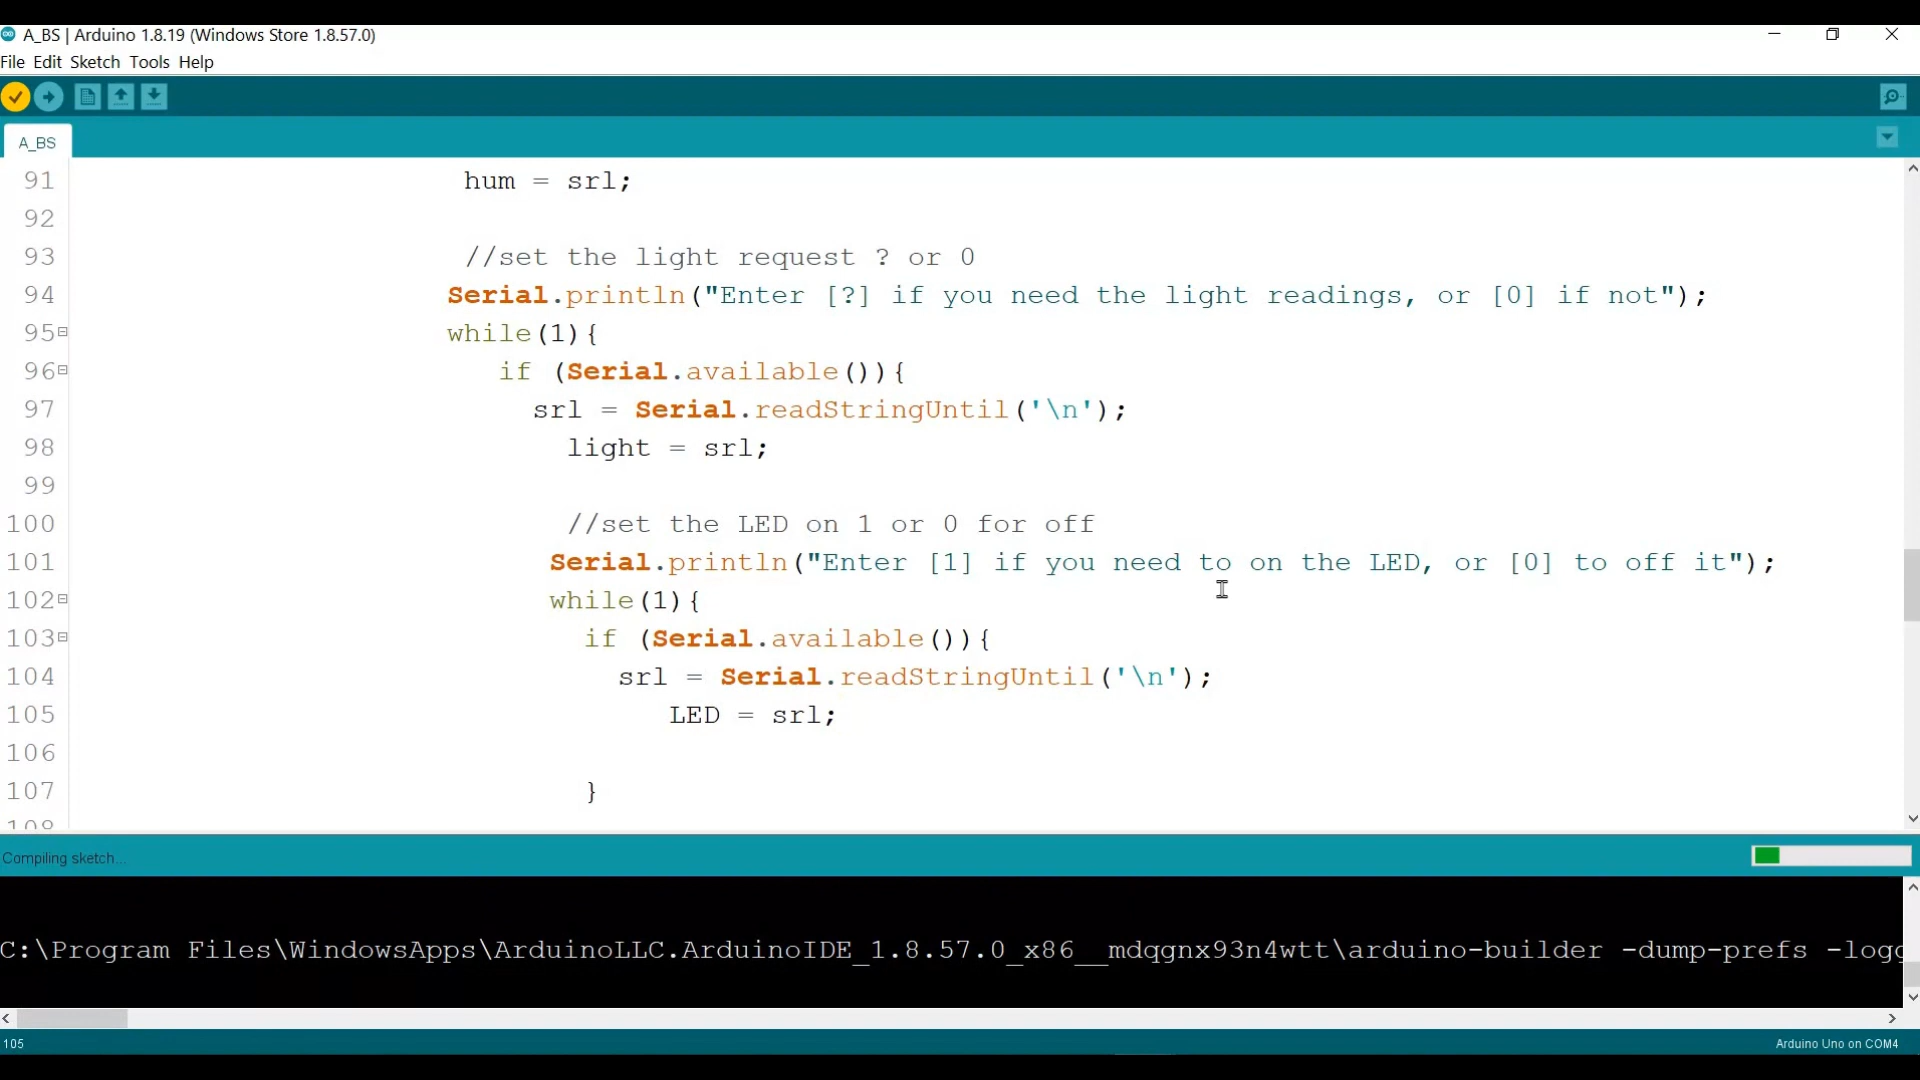 A_BS | Arduino 1.8.19 (Windows Store 1.8.57.0)
File Edit Sketch Tools Help
A_BS
91 hum = srl;
92
93 //set the light request ? or 0
94 Serial.println("Enter [?] if you need the light readings, or [0] if not");
95 while(1){
96 if (Serial.available()){
97 srl = Serial.readStringUntil('\n');
98 light = srl;
99
100 //set the LED on 1 or 0 for off
101 Serial.println("Enter [1] if you need to on the LED, or [0] to off it");
102 while(1){
103 if (Serial.available()){
104 srl = Serial.readStringUntil('\n');
105 LED = srl;
106
107 }
108
Compiling sketch...
C:\Program Files\WindowsApps\ArduinoLLC.ArduinoIDE_1.8.57.0_x86__mdqgnx93n4wtt\arduino-builder -dump-prefs -logg
105
Arduino Uno on COM4